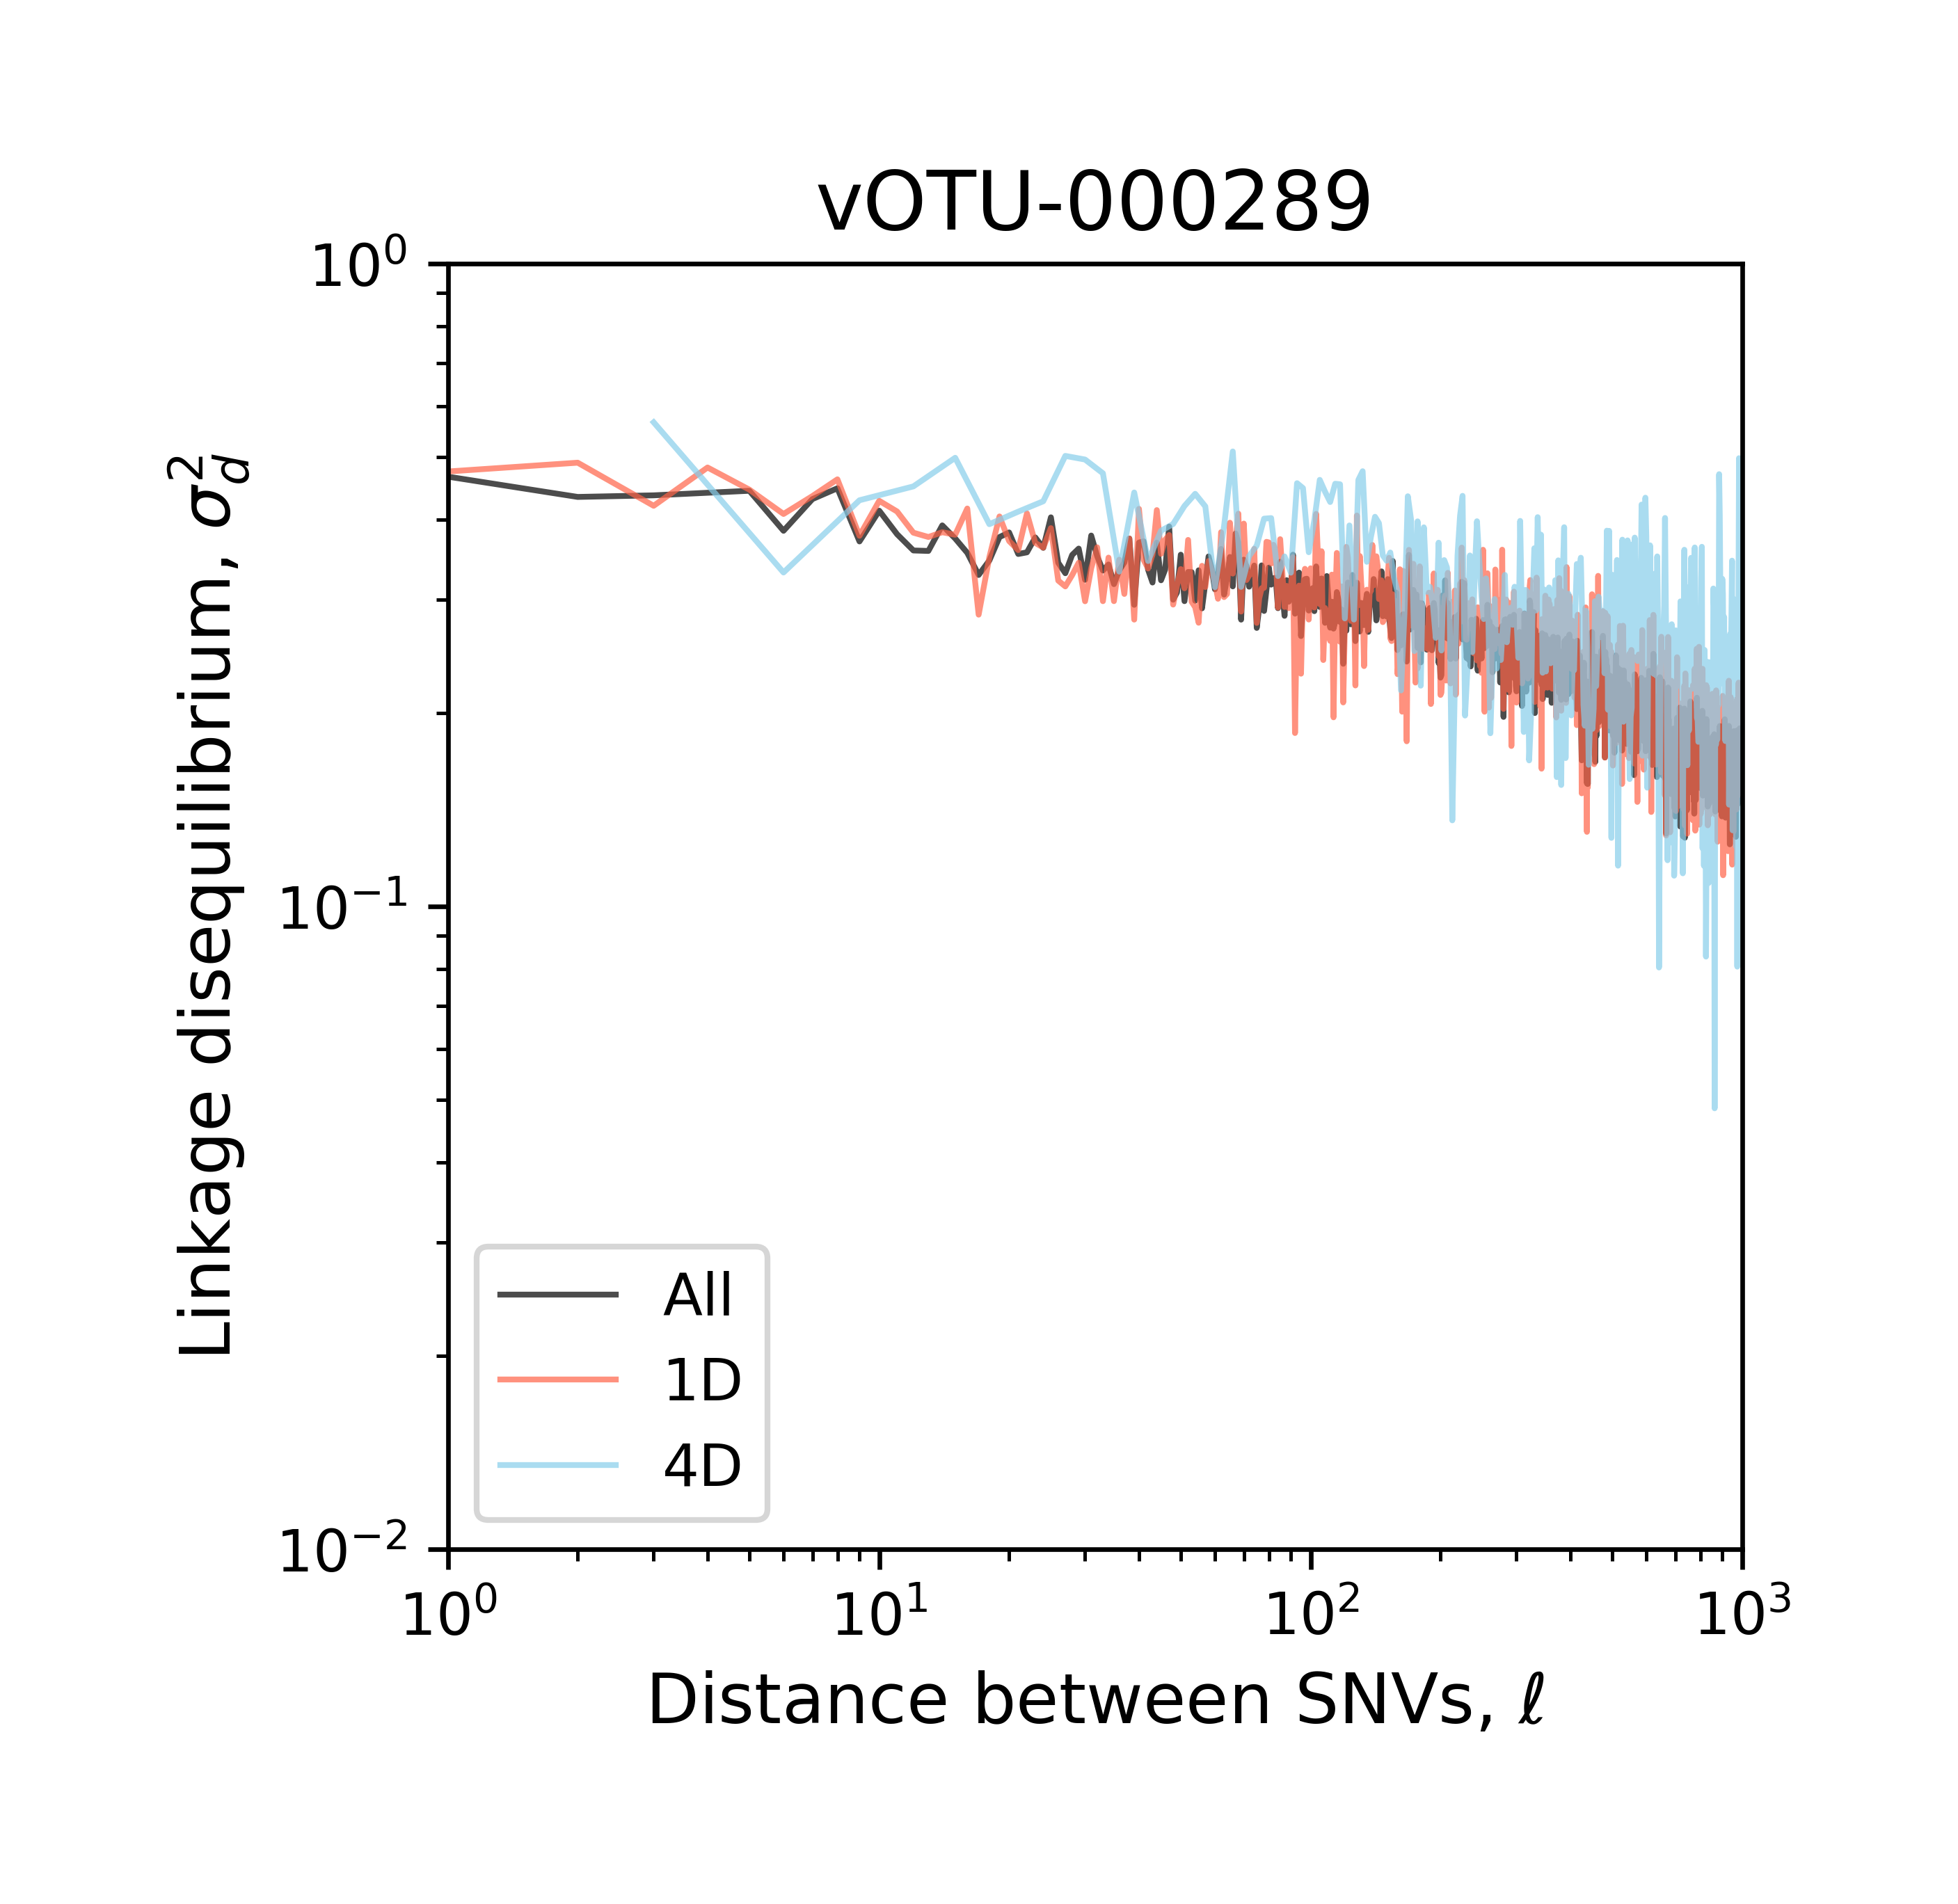 vOTU-000289
Linkage disequilibrium, σ²_d
10⁰
10⁻¹
10⁻²
All
1D
4D
10⁰ 10¹ 10² 10³
Distance between SNVs, ℓ